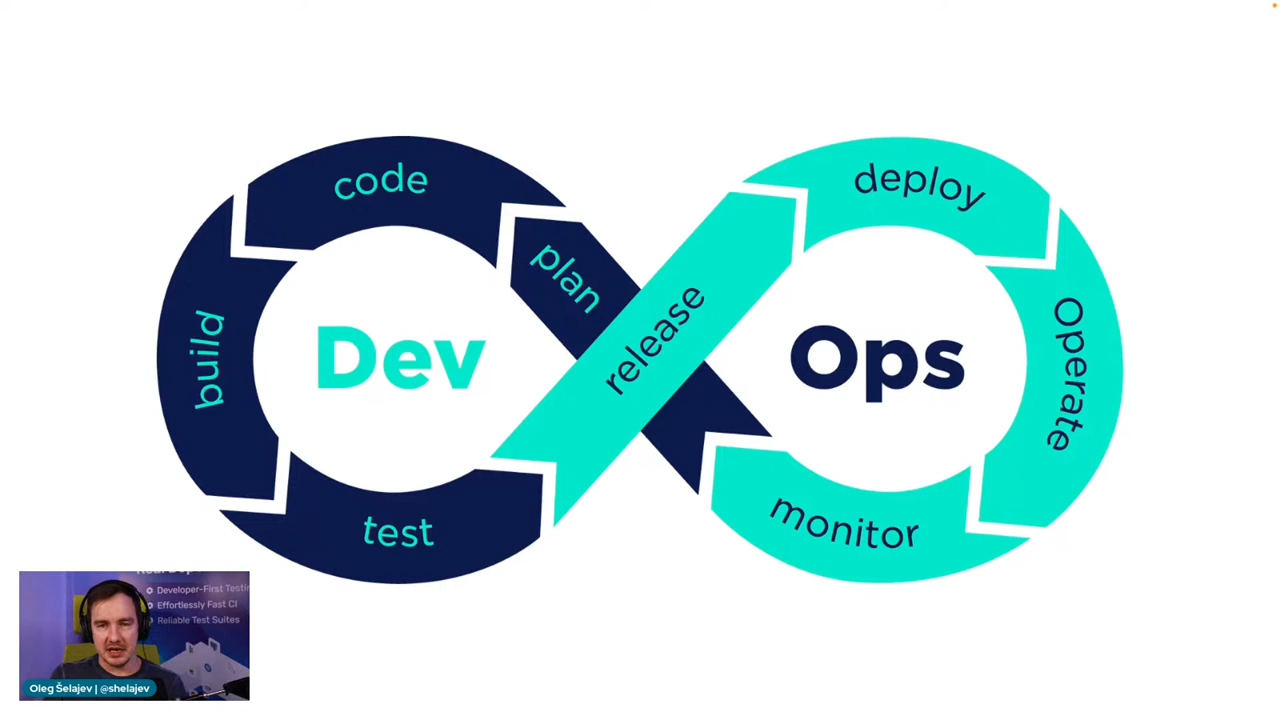 code
plan
build
Dev
test
release
deploy
Ops
Operate
monitor
Developer-First Testin
Effortlessly Fast CI
Reliable Test Suites
Oleg Šelajev | @shelajev